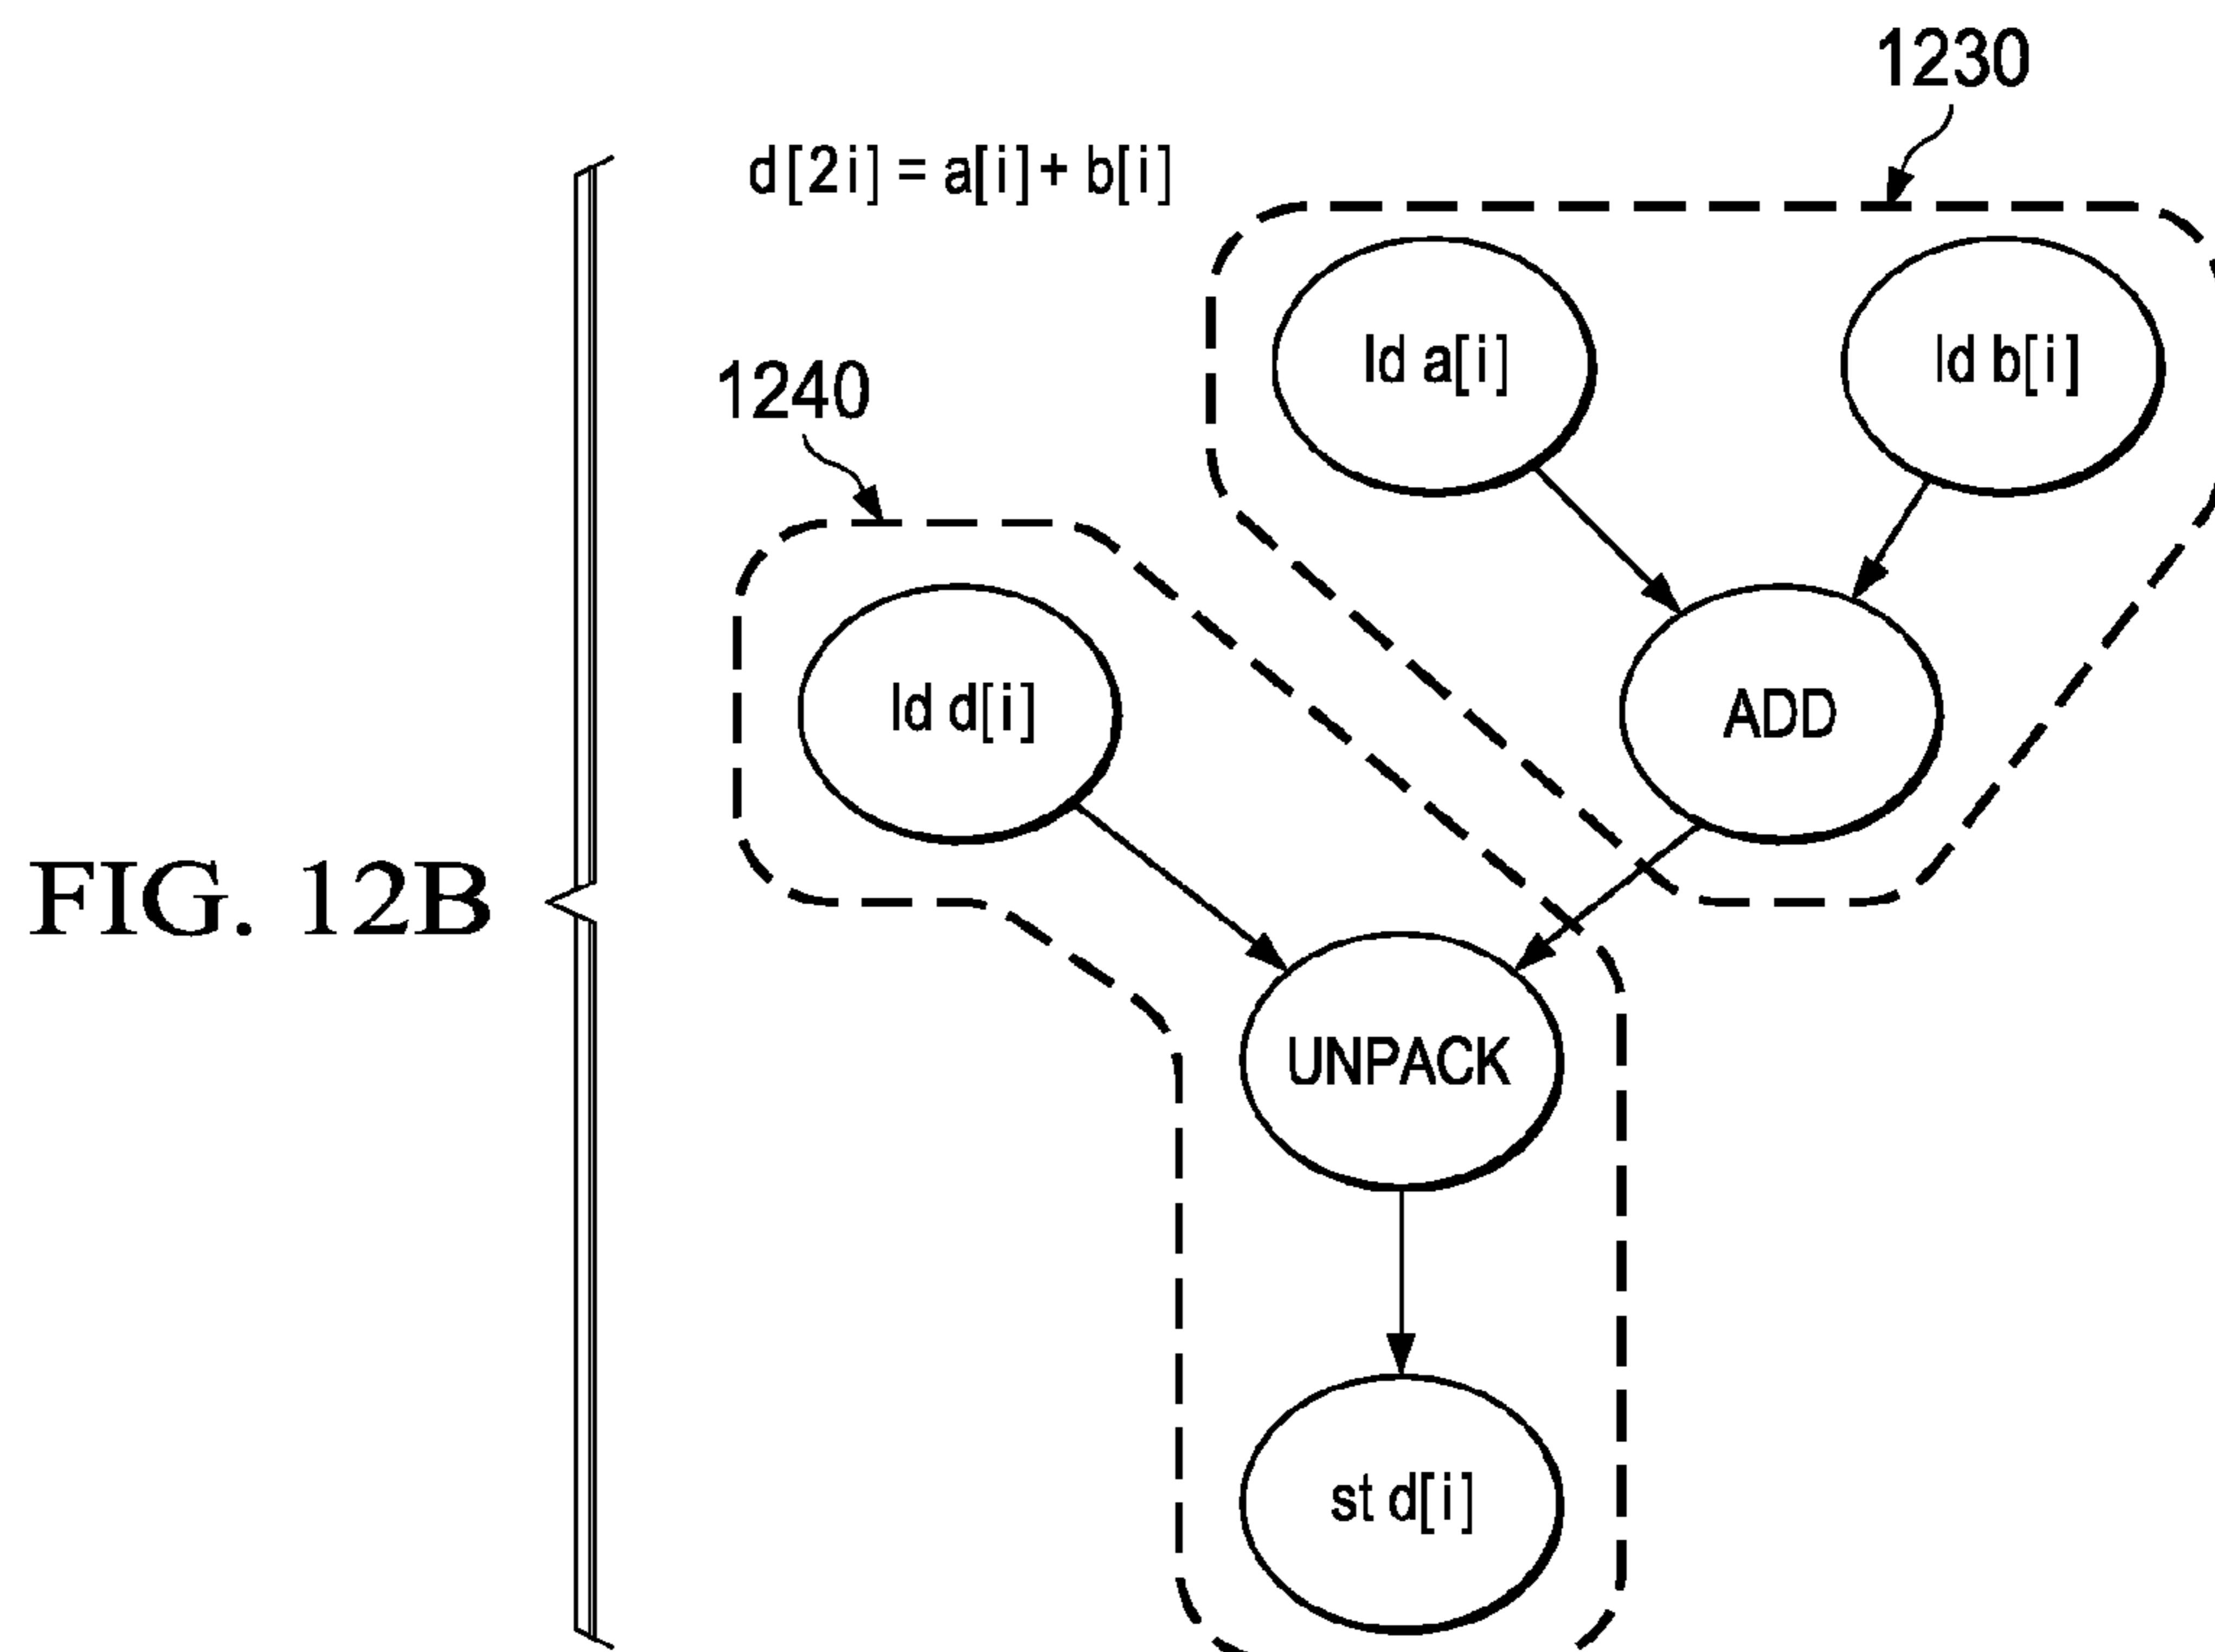 1230
d[2i] = a[i] + b[i]
ld a[i]
ld b[i]
1240
ld d[i]
ADD
FIG. 12B
UNPACK
st d[i]